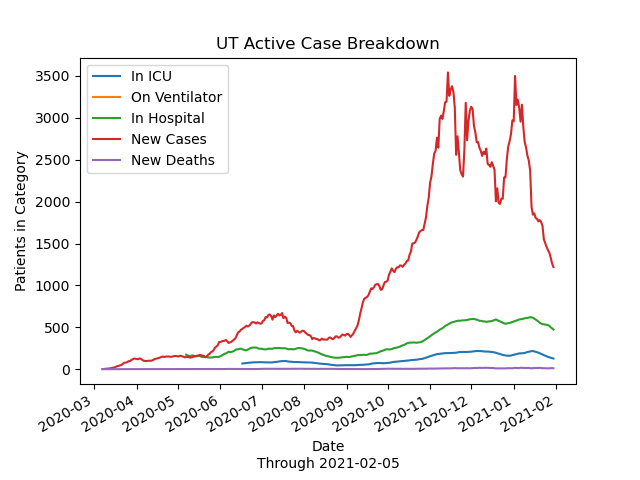 UT Active Case Breakdown
In ICU
On Ventilator
In Hospital
New Cases
New Deaths
Patients in Category
3500
3000
2500
2000
1500
1000
500
0
2020-03
2020-04
2020-05
2020-06
2020-07
2020-08
2020-09
2020-10
2020-11
2020-12
2021-01
2021-02
Date
Through 2021-02-05